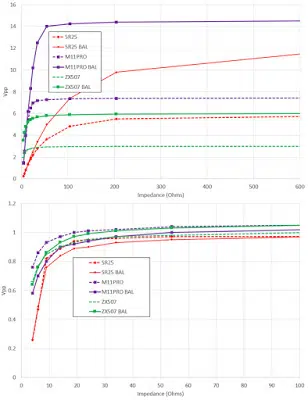 16
14
12
10
8
6
4
2
0
Vpp
SR25
SR25 BAL
M11PRO
M11PRO BAL
ZX507
ZX507 BAL
0 100 200 300 400 500 600
Impedance (Ohms)
1.2
1
0.8
0.6
0.4
0.2
0
Vpp
SR25
SR25 BAL
M11PRO
M11PRO BAL
ZX507
ZX507 BAL
0 10 20 30 40 50 60 70 80 90 100
Impedance (Ohms)